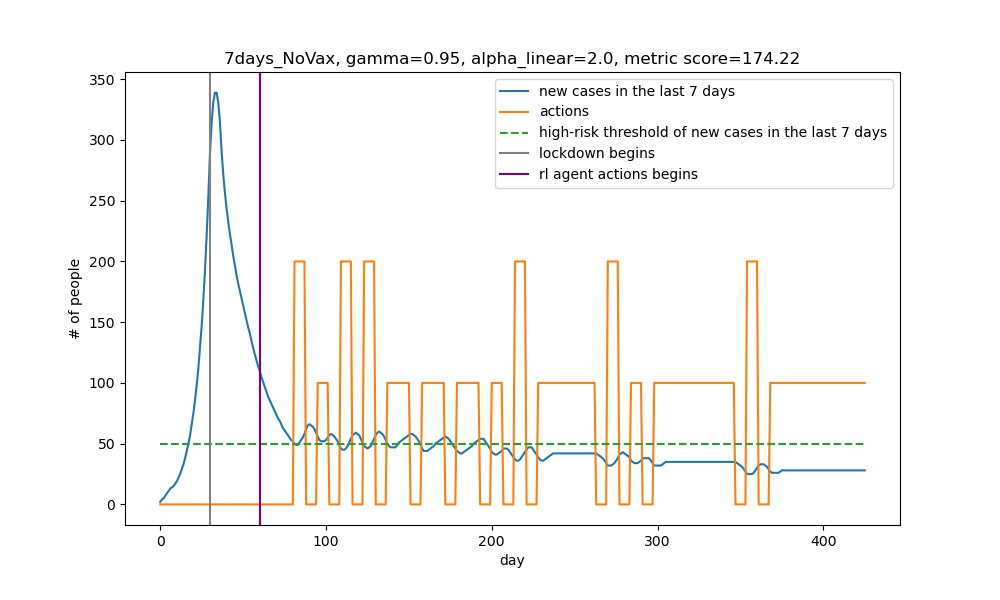 7days_NoVax, gamma=0.95, alpha_linear=2.0, metric score=174.22
350
300
250
200
150
100
50
0
# of people
new cases in the last 7 days
actions
high-risk threshold of new cases in the last 7 days
lockdown begins
rl agent actions begins
0 100 200 300 400
day